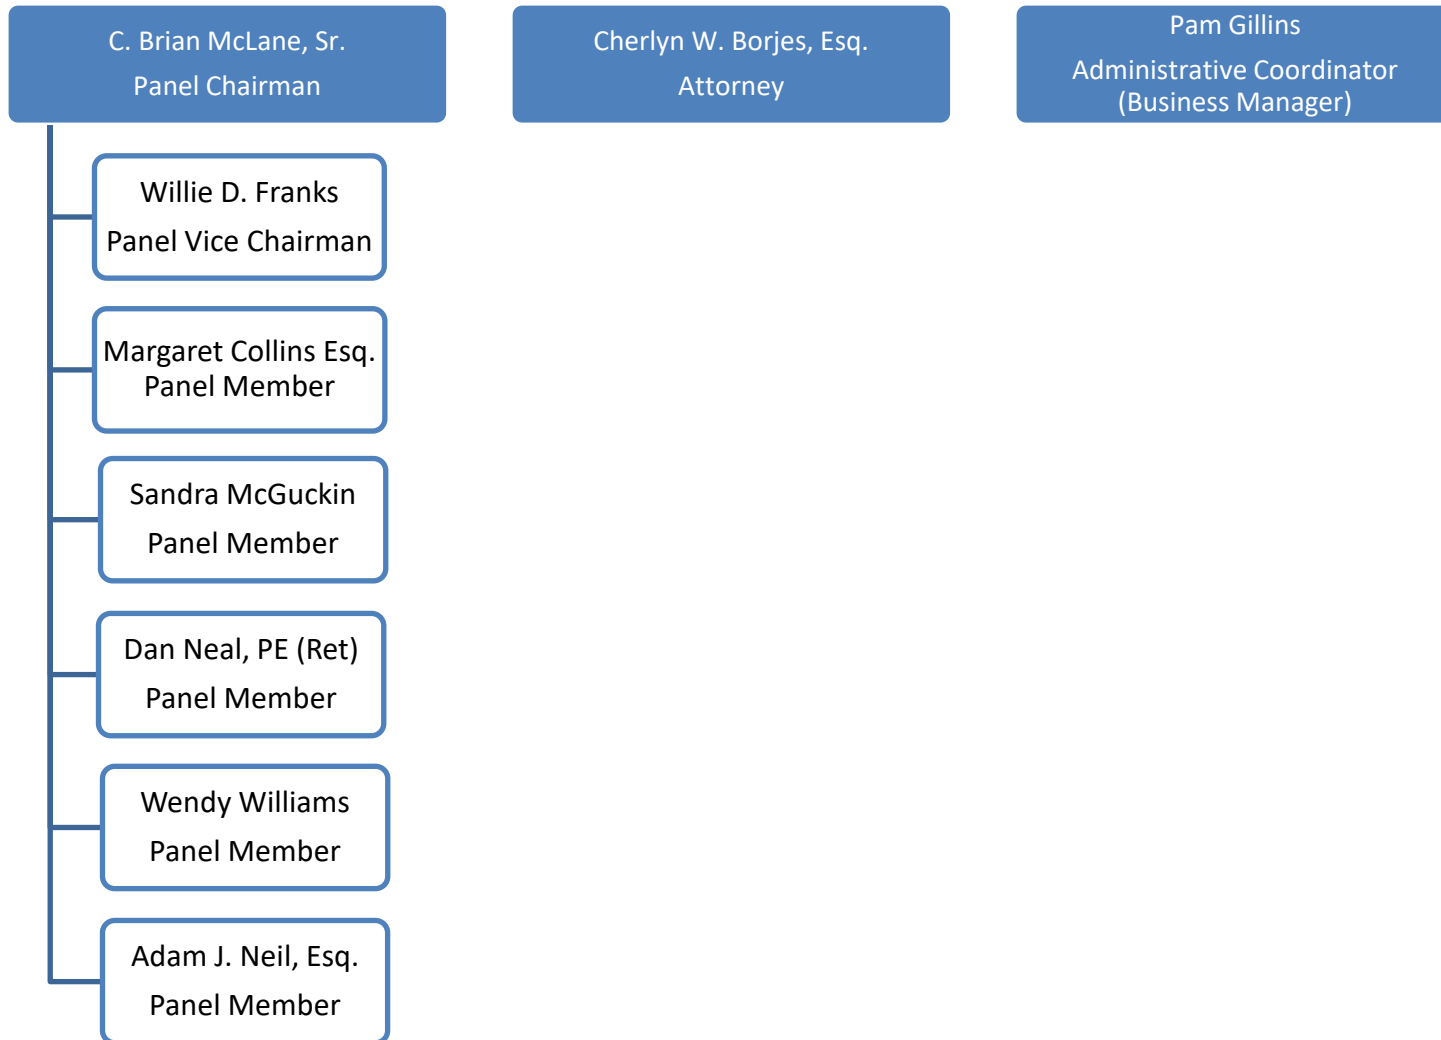 C. Brian McLane, Sr.
Panel Chairman
Cherlyn W. Borjes, Esq.
Attorney
Pam Gillins
Administrative Coordinator
(Business Manager)
Willie D. Franks
Panel Vice Chairman
Margaret Collins Esq.
Panel Member
Sandra McGuckin
Panel Member
Dan Neal, PE (Ret)
Panel Member
Wendy Williams
Panel Member
Adam J. Neil, Esq.
Panel Member